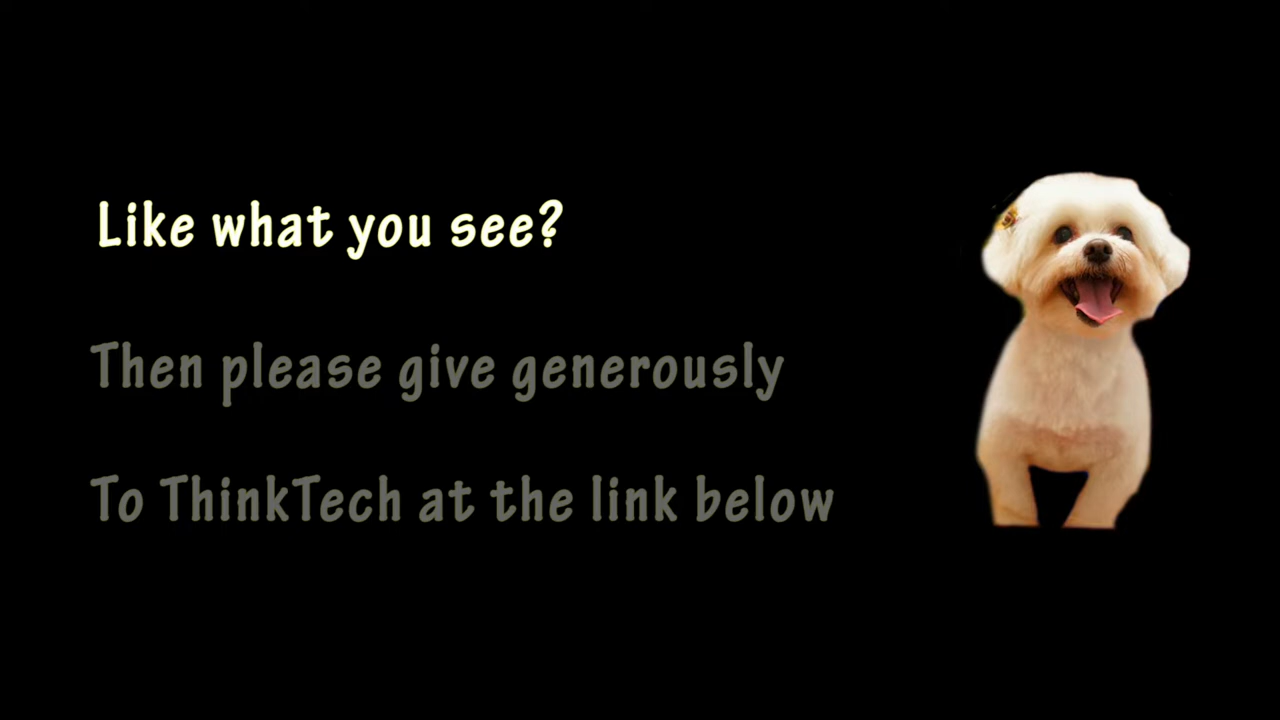 Like what you see?
Then please give generously
To ThinkTech at the link below